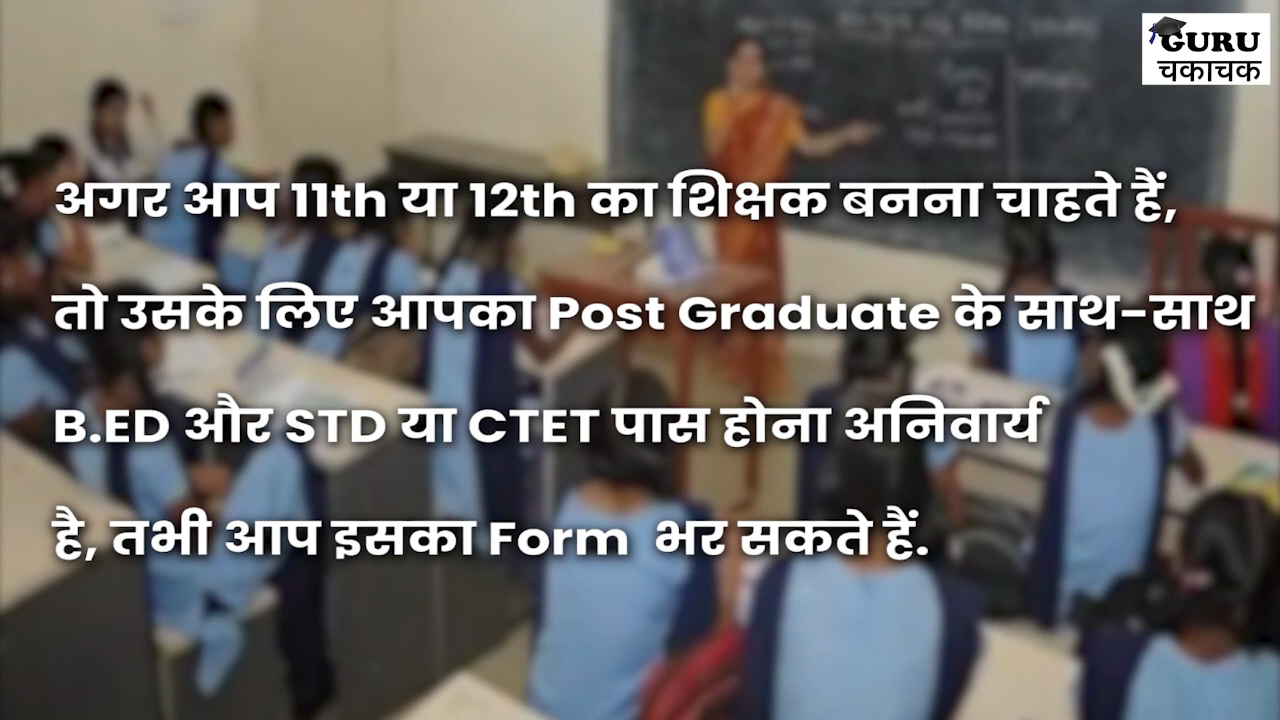 GURU
चकाचक
अगर आप 11th या 12th का शिक्षक बनना चाहते हैं,
तो उसके लिए आपका Post Graduate के साथ-साथ
B.ED और STD या CTET पास होना अनिवार्य
है, तभी आप इसका Form भर सकते हैं.